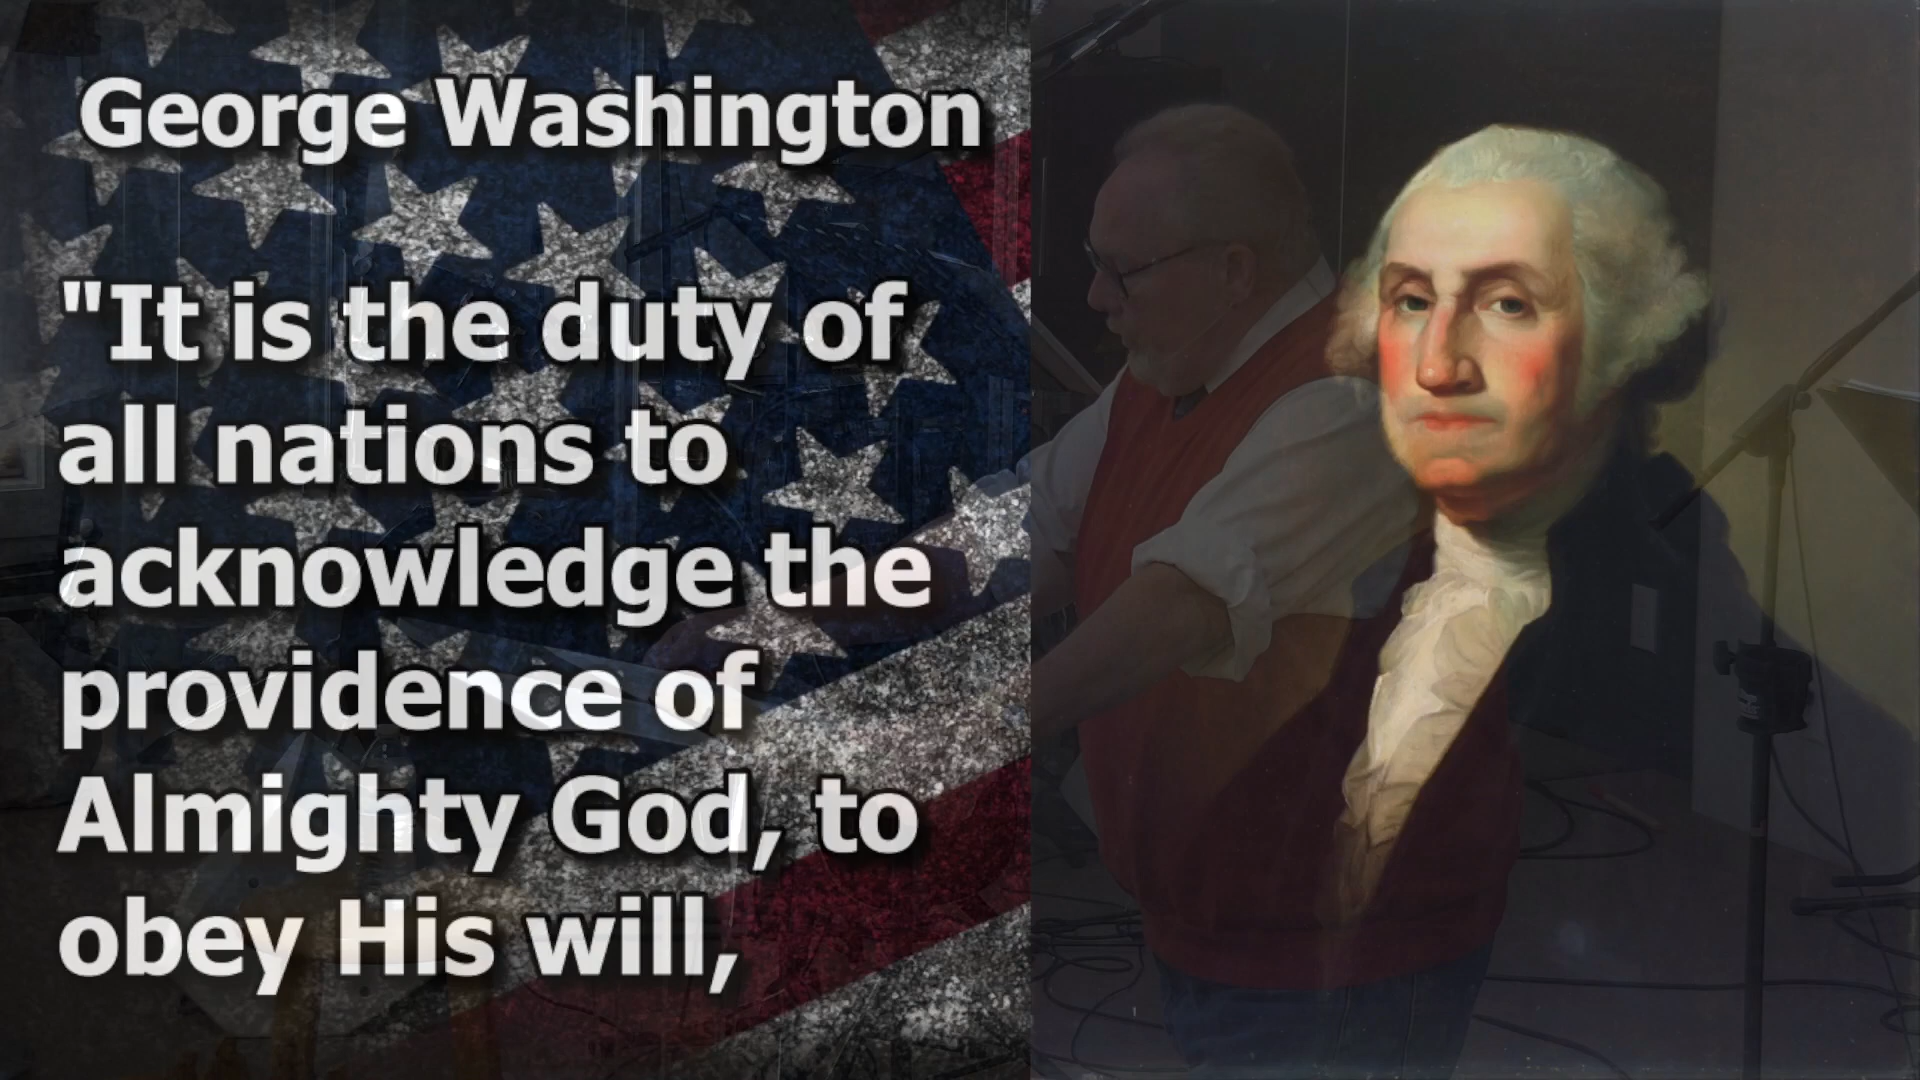 George Washington
"It is the duty of
all nations to
acknowledge the
providence of
Almighty God, to
obey His will,